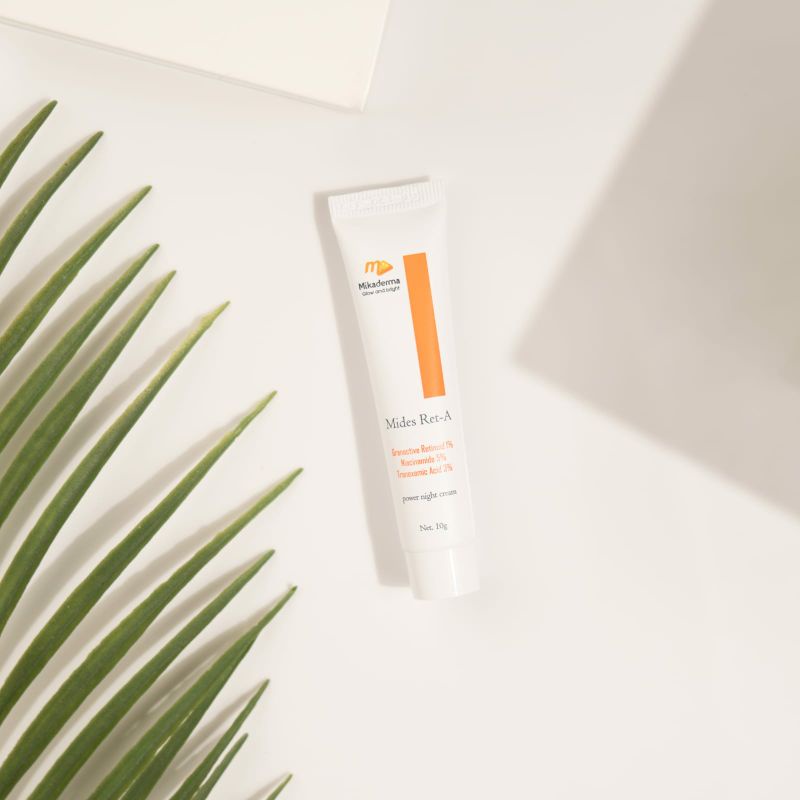 Mikaderma
Glow and bright
Mides Ret-A
Granactive Retinoid 1%
Niacinamide 5%
Tranexamic Acid 3%
power night cream
Net. 10g